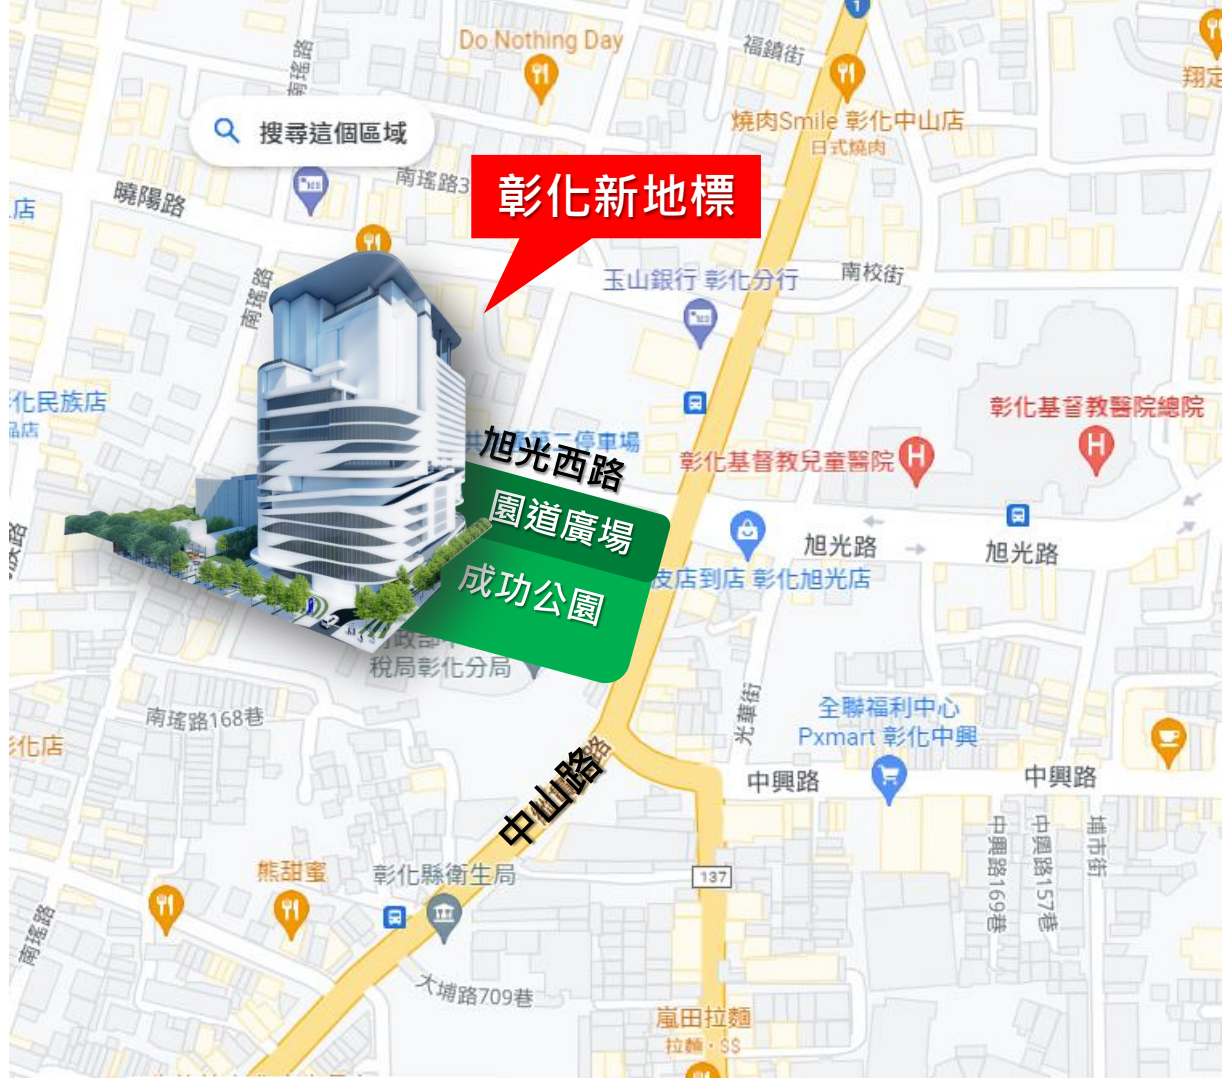 1
Do Nothing Day
福鎮街
南瑤路
燒肉Smile 彰化中山店
日式燒肉
搜尋這個區域
曉陽路
南瑤路3
彰化新地標
店
南瑤路
玉山銀行 彰化分行
南校街
化民族店
品店
彰化基督教醫院總院
停車場
旭光西路
彰化基督教兒童醫院
園道廣場
旭光路
旭光路
成功公園
皮店到店 彰化旭光店
稅局彰化分局
光華街
南瑤路168巷
全聯福利中心
Pxmart 彰化中興
化店
中山路
中興路
中興路
中興路169巷
中興路157巷
埔市街
熊甜蜜
彰化縣衛生局
137
南瑤路
大埔路709巷
嵐田拉麵
拉麵・$$